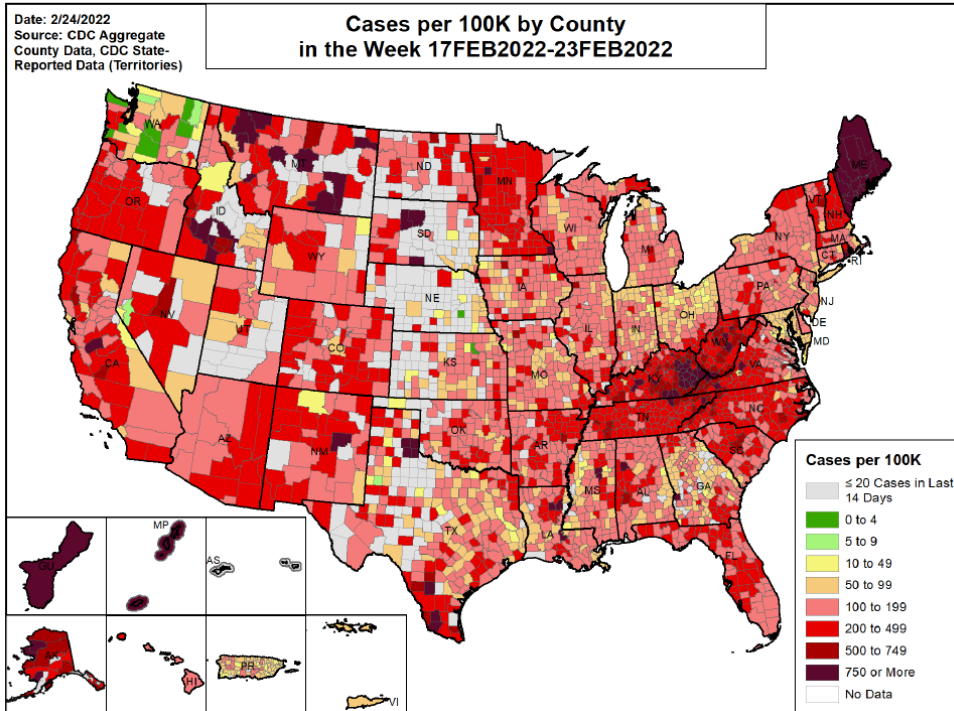 Date: 2/24/2022
Source: CDC Aggregate
County Data, CDC State-
Reported Data (Territories)
Cases per 100K by County
in the Week 17FEB2022-23FEB2022
WA
MT
ND
MN
ME
OR
ID
SD
WI
MI
VT
NH
NY
MA
CT
RI
WY
IA
NE
PA
NJ
NV
UT
CO
IL
IN
OH
DE
MD
CA
KS
MO
WV
VA
KY
AZ
NM
OK
AR
TN
NC
SC
TX
LA
MS
AL
GA
FL
GU
MP
AS
AK
HI
PR
VI
Cases per 100K
≤ 20 Cases in Last
14 Days
0 to 4
5 to 9
10 to 49
50 to 99
100 to 199
200 to 499
500 to 749
750 or More
No Data